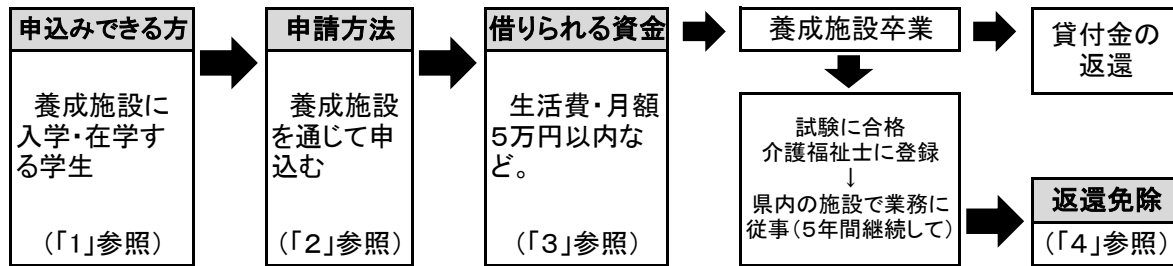 申込みできる方
養成施設に
入学・在学す
る学生
(「1」参照)
申請方法
養成施設
を通じて申
込む
(「2」参照)
借りられる資金
生活費・月額
5万円以内な
ど。
(「3」参照)
養成施設卒業
試験に合格
介護福祉士に登録
↓
県内の施設で業務に
従事(5年間継続して)
貸付金の
返還
返還免除
(「4」参照)